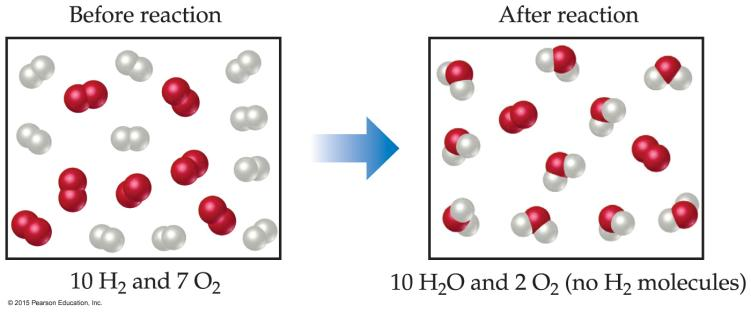 Before reaction
After reaction
10 H₂ and 7 O₂
10 H₂O and 2 O₂ (no H₂ molecules)
© 2015 Pearson Education, Inc.